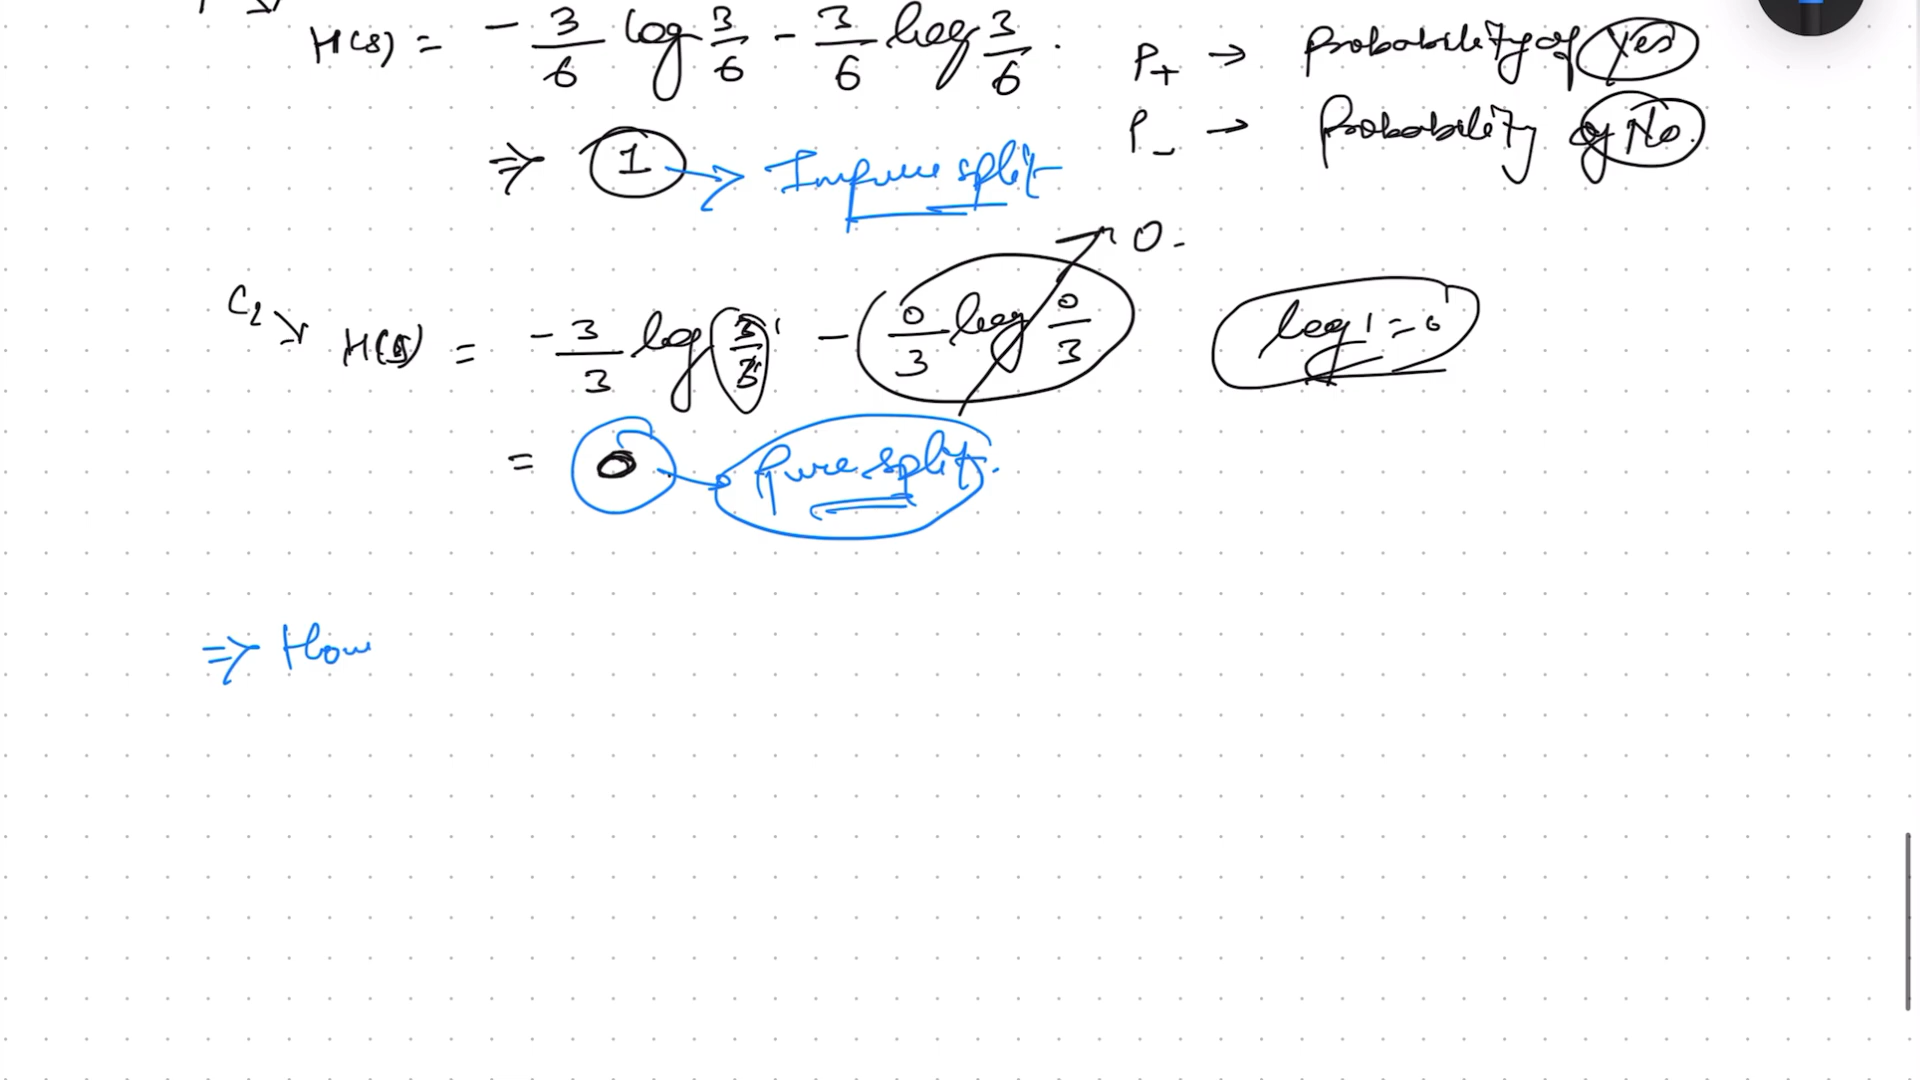 H(s) = - 3/6 log 3/6 - 3/6 log 3/6 .
P+ → Probability of Yes
P- → Probability of No.
⇒ 1 → Impure split
0.
C2 → H(s) = - 3/3 log 3/3 1 - 0/3 log 0/3
log 1 = 0
= 0 → Pure split.
⇒ How